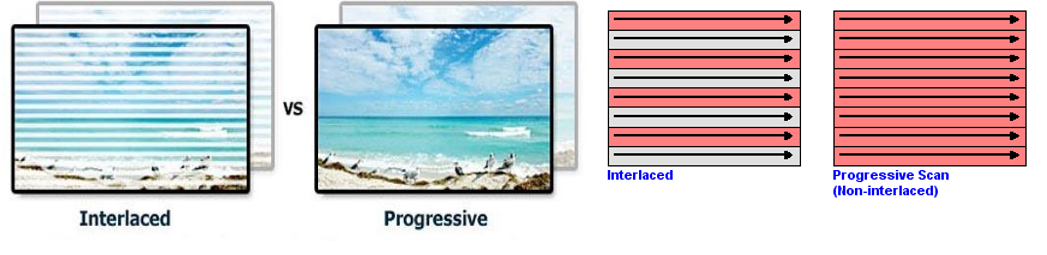 VS
Interlaced
Progressive
Interlaced
Progressive Scan
(Non-interlaced)